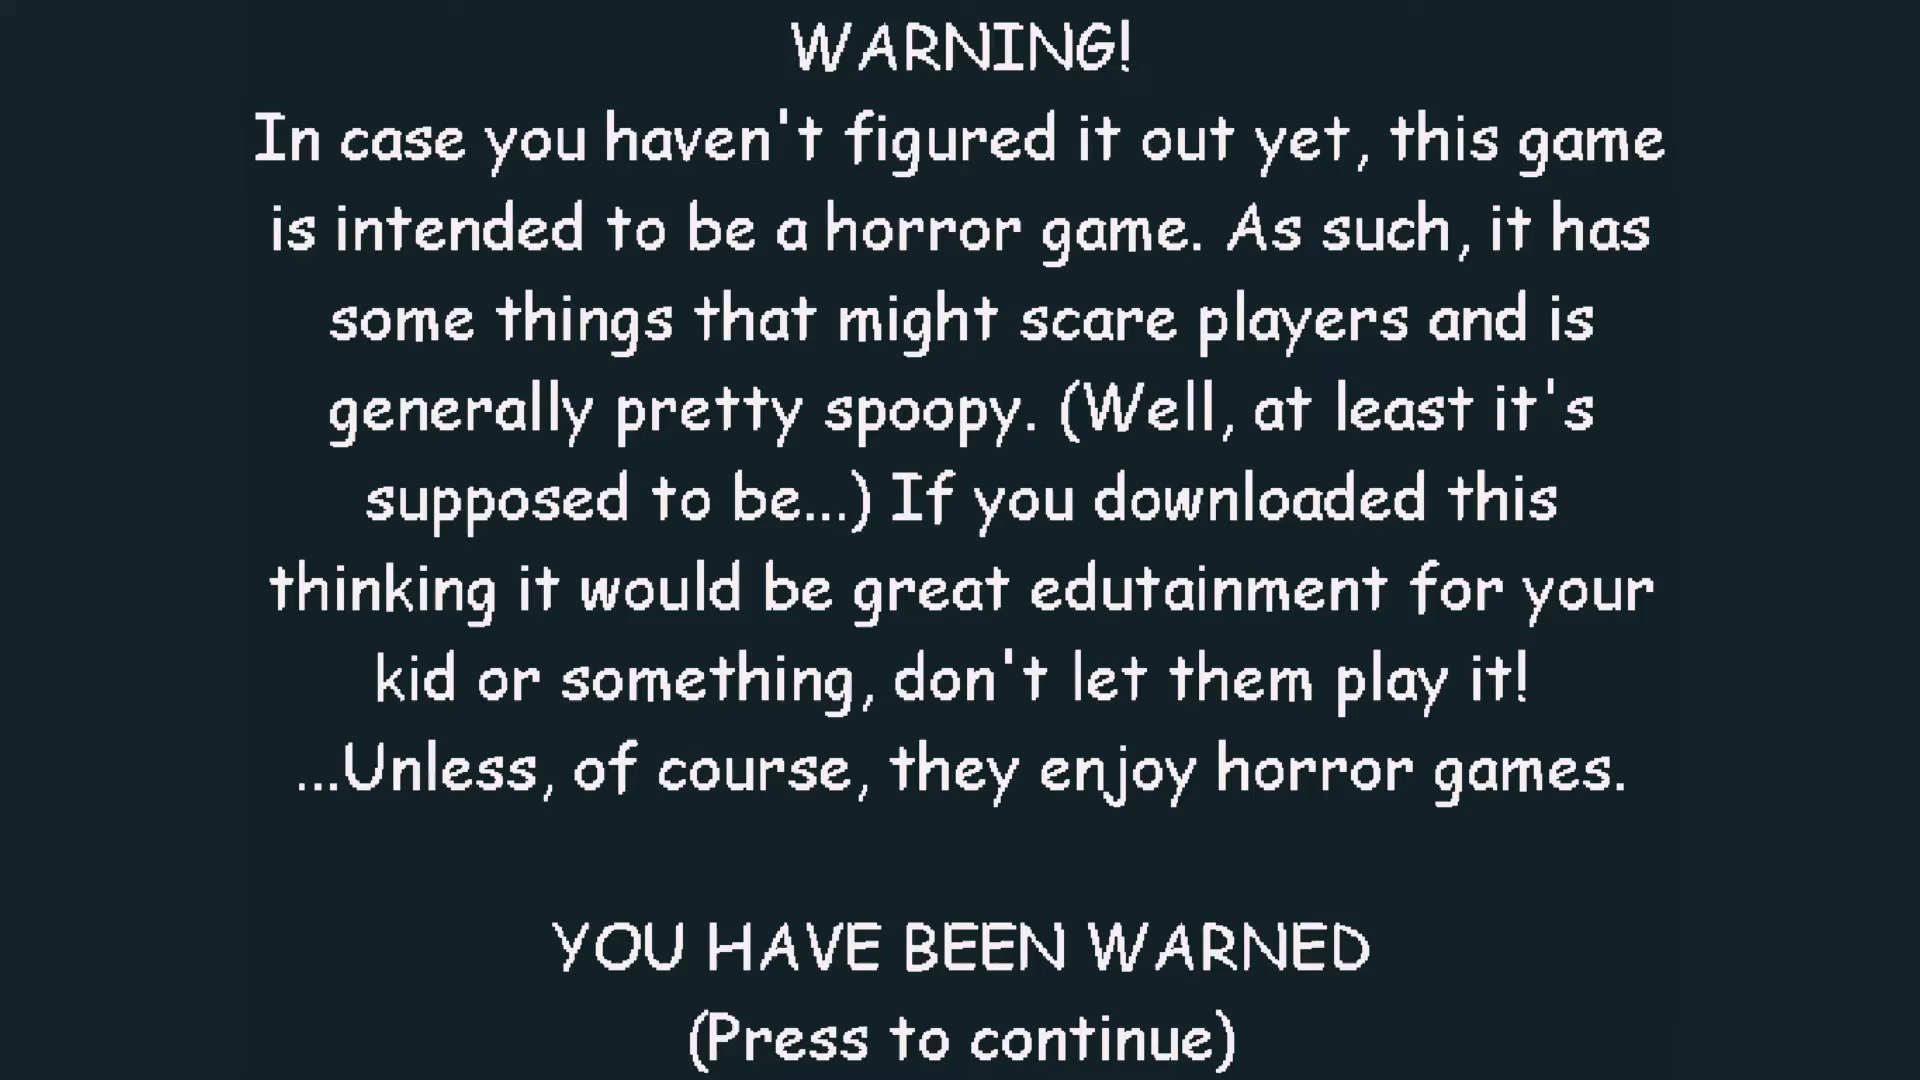 WARNING!
In case you haven't figured it out yet, this game
is intended to be a horror game. As such, it has
some things that might scare players and is
generally pretty spoopy. (Well, at least it's
supposed to be...) If you downloaded this
thinking it would be great edutainment for your
kid or something, don't let them play it!
...Unless, of course, they enjoy horror games.
YOU HAVE BEEN WARNED
(Press to continue)